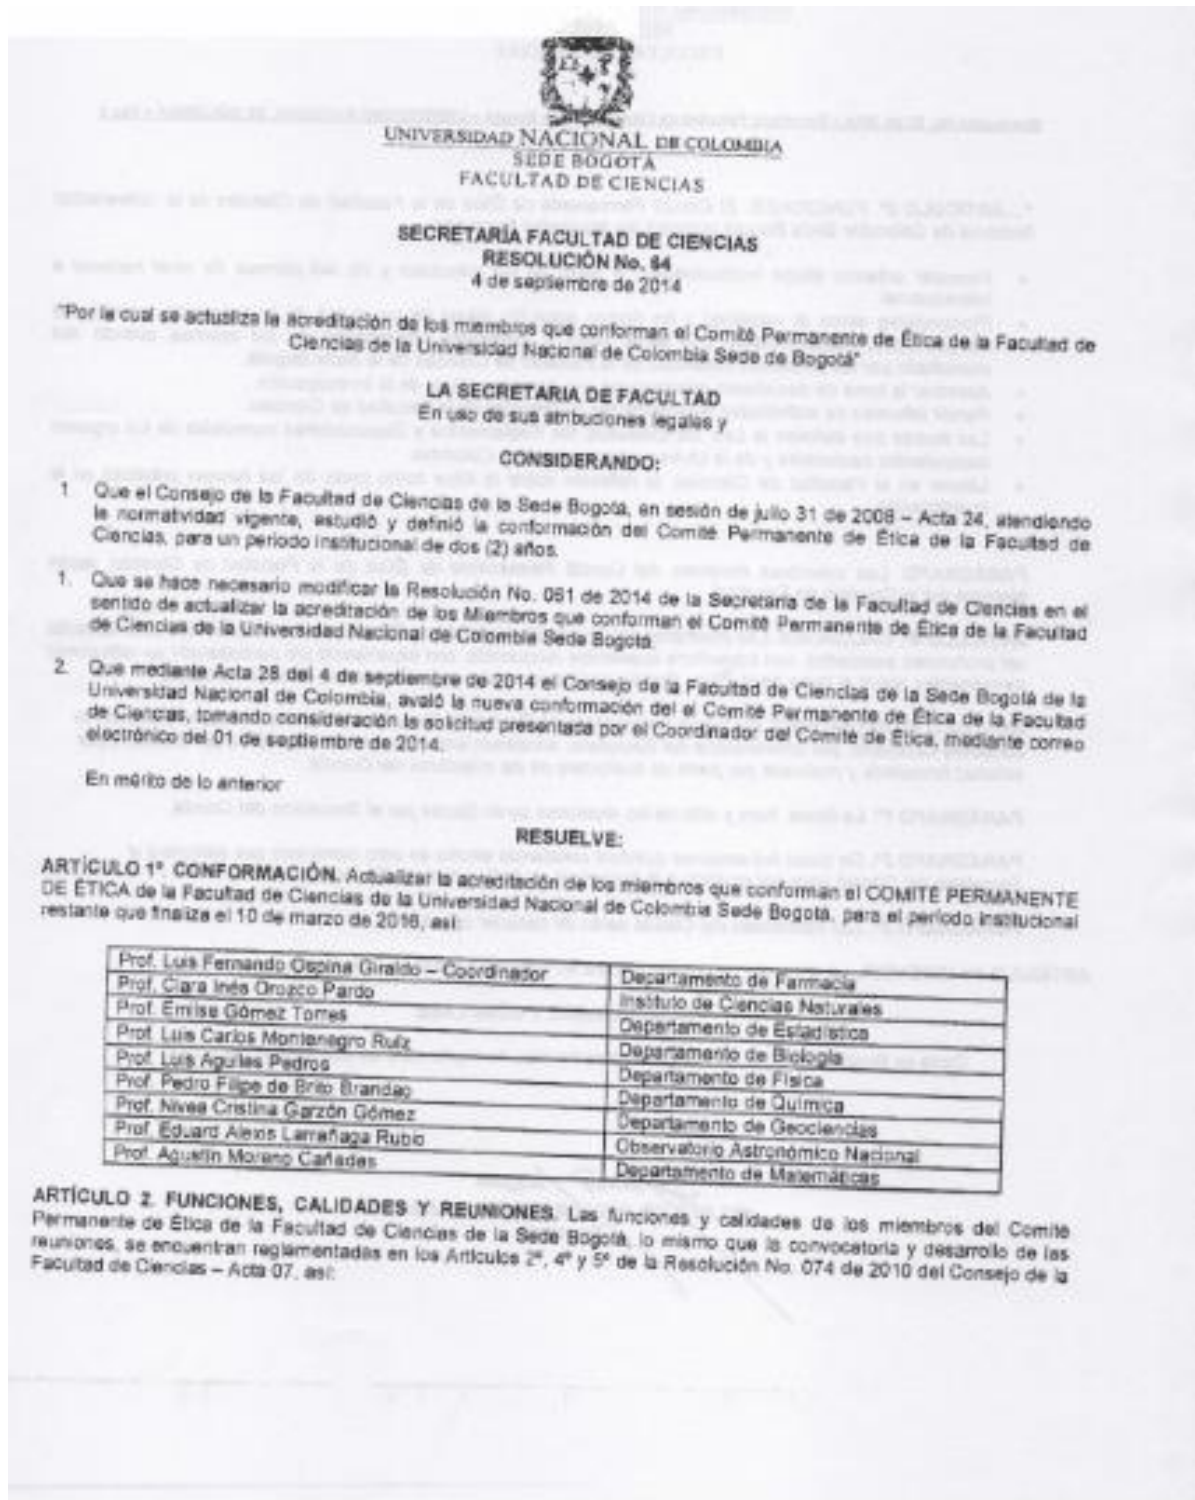 UNIVERSIDAD NACIONAL DE COLOMBIA
SEDE BOGOTÁ
FACULTAD DE CIENCIAS
SECRETARÍA FACULTAD DE CIENCIAS
RESOLUCIÓN No. 84
4 de septiembre de 2014
"Por la cual se actualiza la acreditación de los miembros que conforman el Comité Permanente de Ética de la Facultad de
Ciencias de la Universidad Nacional de Colombia Sede de Bogotá"
LA SECRETARIA DE FACULTAD
En uso de sus atribuciones legales y
CONSIDERANDO:
1 Que el Consejo de la Facultad de Ciencias de la Sede Bogotá, en sesión de julio 31 de 2008 – Acta 24, atendiendo
la normatividad vigente, estudió y definió la conformación del Comité Permanente de Ética de la Facultad de
Ciencias, para un periodo institucional de dos (2) años.
1. Que se hace necesario modificar la Resolución No. 061 de 2014 de la Secretaria de la Facultad de Ciencias en el
sentido de actualizar la acreditación de los Miembros que conforman el Comité Permanente de Ética de la Facultad
de Ciencias de la Universidad Nacional de Colombia Sede Bogotá.
2. Que mediante Acta 28 del 4 de septiembre de 2014 el Consejo de la Facultad de Ciencias de la Sede Bogotá de la
Universidad Nacional de Colombia, avaló la nueva conformación del el Comité Permanente de Ética de la Facultad
de Ciencias, tomando consideración la solicitud presentada por el Coordinador del Comité de Ética, mediante correo
electrónico del 01 de septiembre de 2014.
En mérito de lo anterior
RESUELVE:
ARTÍCULO 1º CONFORMACIÓN. Actualizar la acreditación de los miembros que conforman el COMITÉ PERMANENTE
DE ÉTICA de la Facultad de Ciencias de la Universidad Nacional de Colombia Sede Bogotá, para el período institucional
restante que finaliza el 10 de marzo de 2016, así:
Prof. Luis Fernando Ospina Giraldo – Coordinador Departamento de Farmacia
Prof. Clara Inés Orozco Pardo Instituto de Ciencias Naturales
Prof. Emilse Gómez Torres Departamento de Estadística
Prof. Luis Carlos Montenegro Ruíz Departamento de Biología
Prof. Luis Agulles Pedros Departamento de Física
Prof. Pedro Filipe de Brito Brandao Departamento de Química
Prof. Nivea Cristina Garzón Gómez Departamento de Geociencias
Prof. Eduard Alexis Larrañaga Rubio Observatorio Astronómico Nacional
Prof. Agustín Moreno Cañadas Departamento de Matemáticas
ARTÍCULO 2. FUNCIONES, CALIDADES Y REUNIONES. Las funciones y calidades de los miembros del Comité
Permanente de Ética de la Facultad de Ciencias de la Sede Bogotá, lo mismo que la convocatoria y desarrollo de las
reuniones, se encuentran reglamentadas en los Artículos 2º, 4º y 5º de la Resolución No. 074 de 2010 del Consejo de la
Facultad de Ciencias – Acta 07, así: